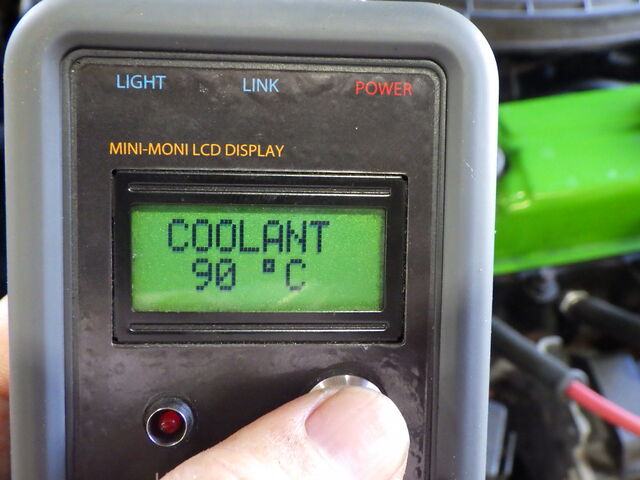 LIGHT LINK POWER
MINI-MONI LCD DISPLAY
COOLANT
90 °C